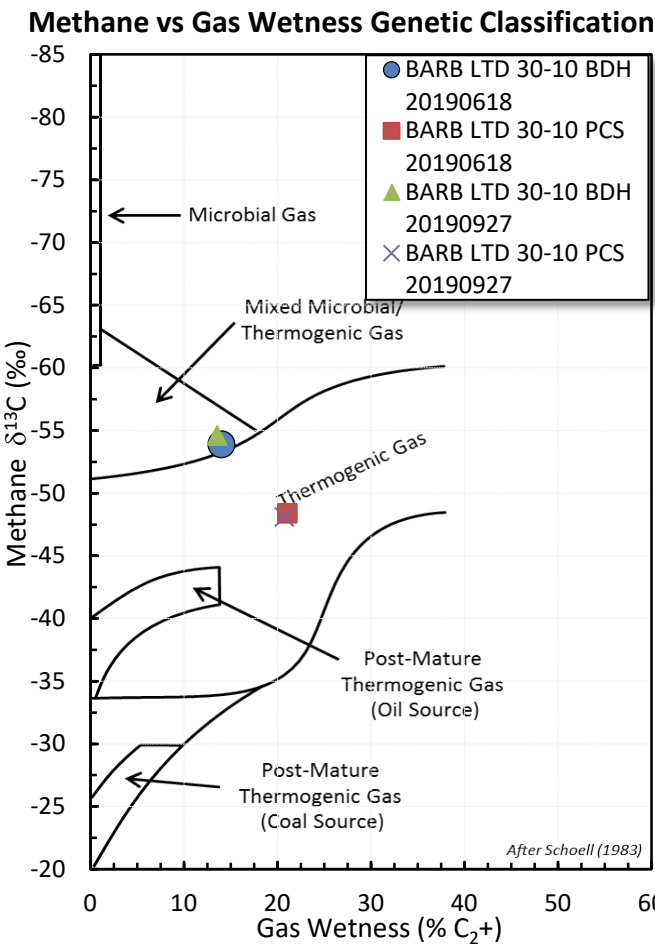 Methane vs Gas Wetness Genetic Classification
-85
-80
-75
-70
-65
-60
-55
-50
-45
-40
-35
-30
-25
-20
Methane δ¹³C (‰)
BARB LTD 30-10 BDH
20190618
BARB LTD 30-10 PCS
20190618
BARB LTD 30-10 BDH
20190927
BARB LTD 30-10 PCS
20190927
Microbial Gas
Mixed Microbial/
Thermogenic Gas
Thermogenic Gas
Post-Mature
Thermogenic Gas
(Oil Source)
Post-Mature
Thermogenic Gas
(Coal Source)
After Schoell (1983)
0 10 20 30 40 50 60
Gas Wetness (% C₂+)